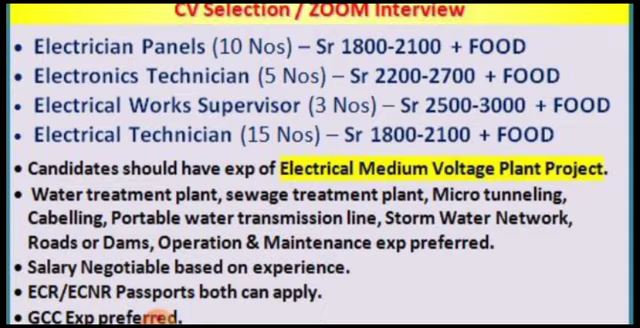 CV Selection / ZOOM Interview
• Electrician Panels (10 Nos) – Sr 1800-2100 + FOOD
• Electronics Technician (5 Nos) – Sr 2200-2700 + FOOD
• Electrical Works Supervisor (3 Nos) – Sr 2500-3000 + FOOD
• Electrical Technician (15 Nos) – Sr 1800-2100 + FOOD
• Candidates should have exp of Electrical Medium Voltage Plant Project.
• Water treatment plant, sewage treatment plant, Micro tunneling,
Cabelling, Portable water transmission line, Storm Water Network,
Roads or Dams, Operation & Maintenance exp preferred.
• Salary Negotiable based on experience.
• ECR/ECNR Passports both can apply.
• GCC Exp preferred.